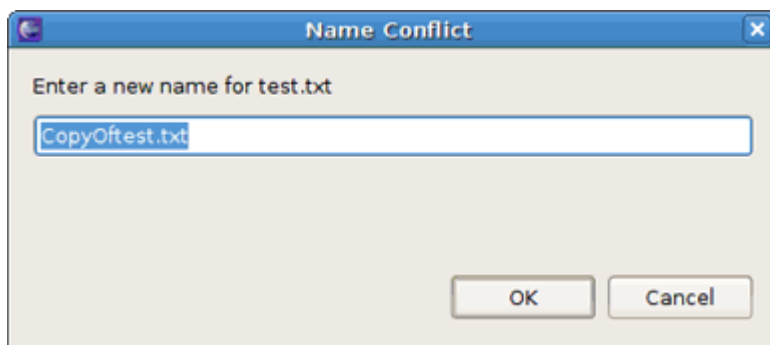 Name Conflict
Enter a new name for test.txt
CopyOftest.txt
OK Cancel